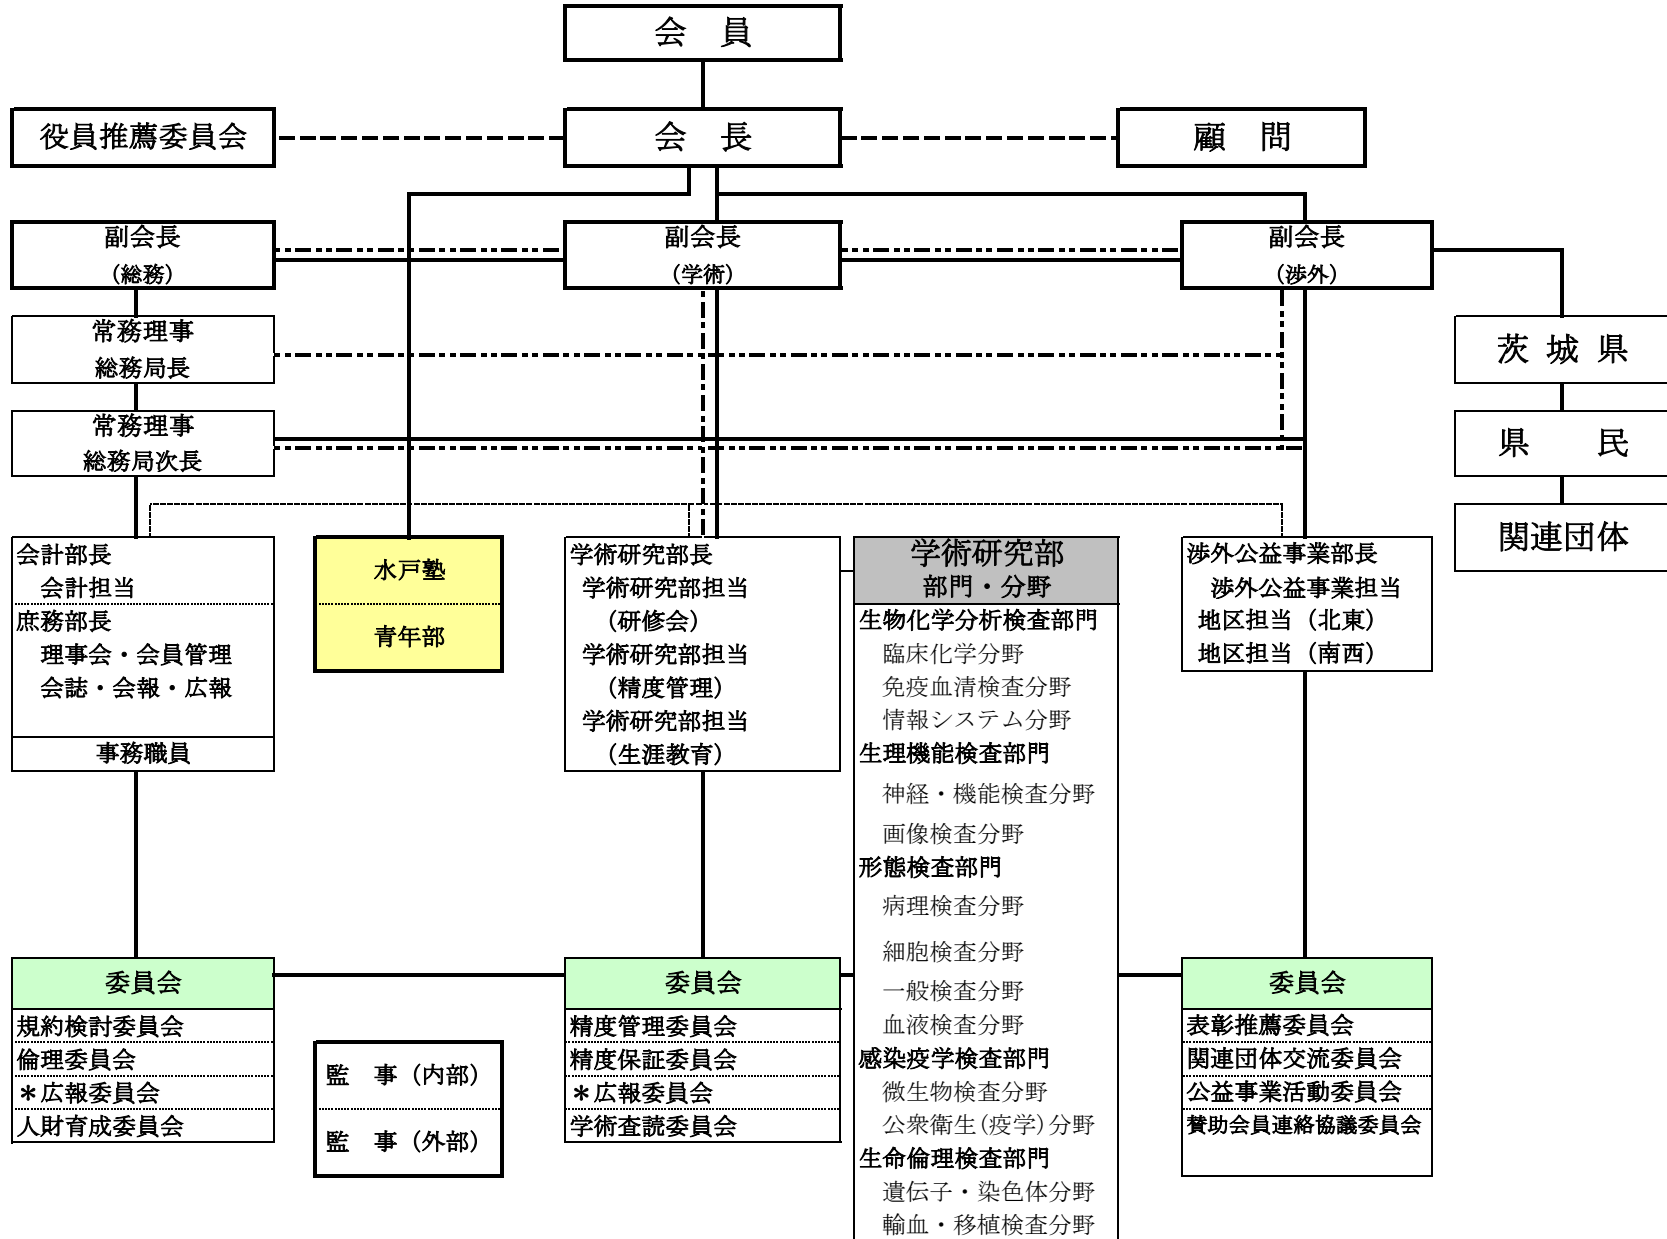 会　員
役員推薦委員会
会　長
顧　問
副会長
（総務）
副会長
（学術）
副会長
（渉外）
常務理事
総務局長
常務理事
総務局次長
茨 城 県
県　　民
関連団体
会計部長
会計担当
庶務部長
理事会・会員管理
会誌・会報・広報
事務職員
水戸塾
青年部
学術研究部長
学術研究部担当
（研修会）
学術研究部担当
（精度管理）
学術研究部担当
（生涯教育）
学術研究部
部門・分野
生物化学分析検査部門
臨床化学分野
免疫血清検査分野
情報システム分野
生理機能検査部門
神経・機能検査分野
画像検査分野
形態検査部門
病理検査分野
細胞検査分野
一般検査分野
血液検査分野
感染疫学検査部門
微生物検査分野
公衆衛生(疫学)分野
生命倫理検査部門
遺伝子・染色体分野
輸血・移植検査分野
渉外公益事業部長
渉外公益事業担当
地区担当（北東）
地区担当（南西）
委員会
規約検討委員会
倫理委員会
＊広報委員会
人財育成委員会
監　事（内部）
監　事（外部）
委員会
精度管理委員会
精度保証委員会
＊広報委員会
学術査読委員会
委員会
表彰推薦委員会
関連団体交流委員会
公益事業活動委員会
賛助会員連絡協議委員会